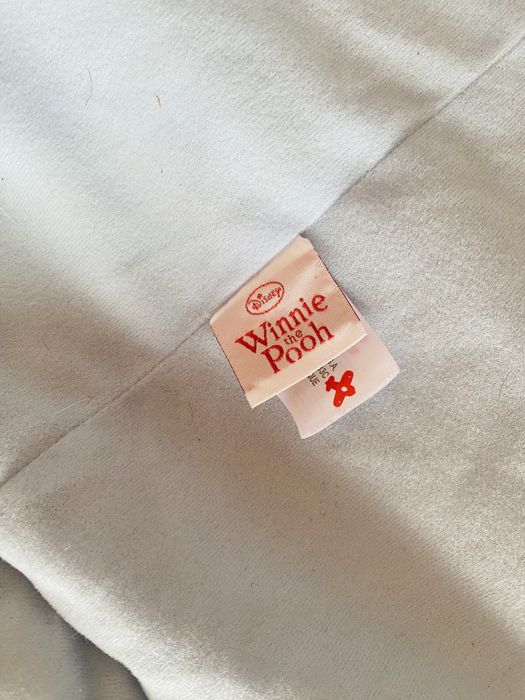 Disney
Winnie
the
Pooh